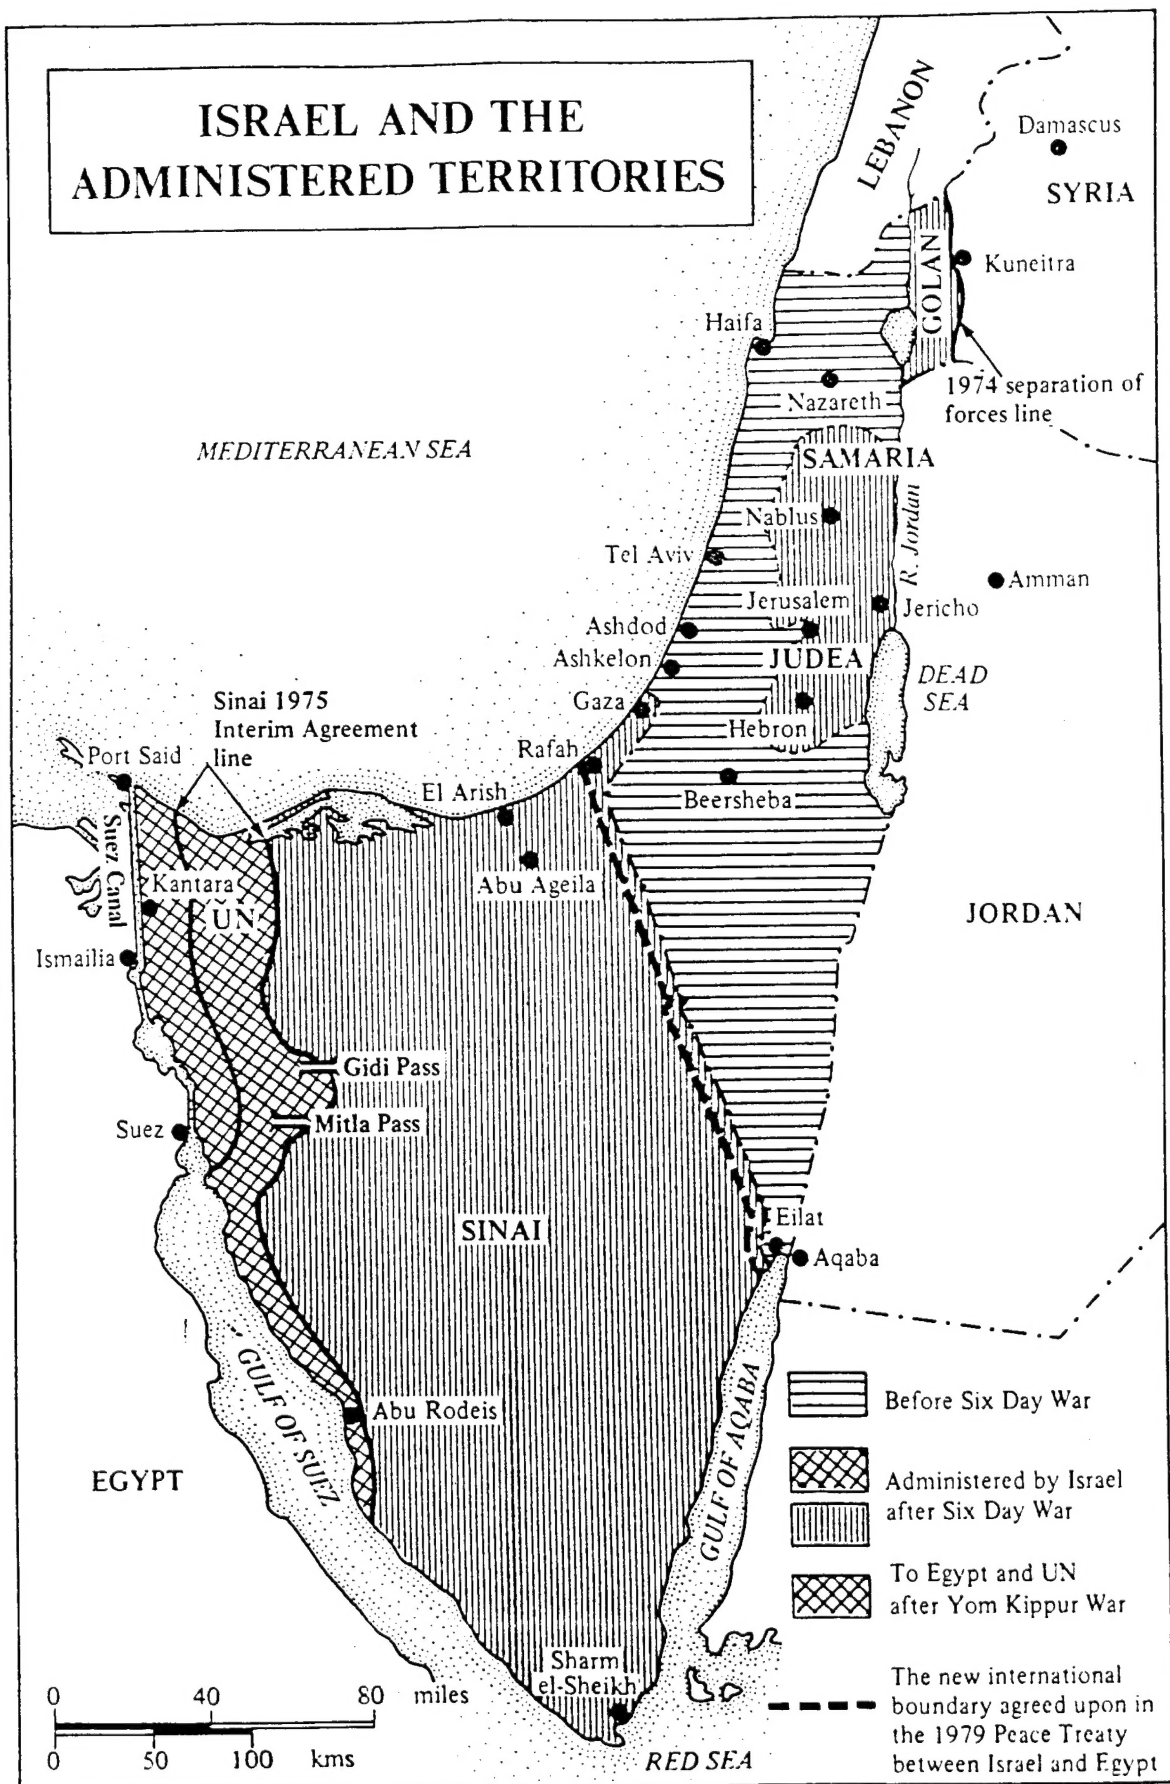 ISRAEL AND THE
ADMINISTERED TERRITORIES
LEBANON
Damascus
SYRIA
GOLAN
Kuneitra
Haifa
1974 separation of
forces line
Nazareth
MEDITERRANEAN SEA
SAMARIA
R. Jordan
Nablus
Tel Aviv
Amman
Jerusalem
Jericho
Ashdod
Ashkelon
JUDEA
DEAD
SEA
Gaza
Hebron
Sinai 1975
Interim Agreement
line
Rafah
Port Said
El Arish
Beersheba
Suez Canal
Kantara
Abu Ageila
UN
JORDAN
Ismailia
Gidi Pass
Mitla Pass
Suez
SINAI
Eilat
Aqaba
GULF OF SUEZ
GULF OF AQABA
Abu Rodeis
EGYPT
Before Six Day War
Administered by Israel
after Six Day War
To Egypt and UN
after Yom Kippur War
Sharm
el-Sheikh
The new international
boundary agreed upon in
the 1979 Peace Treaty
between Israel and Egypt
0 40 80 miles
0 50 100 kms
RED SEA